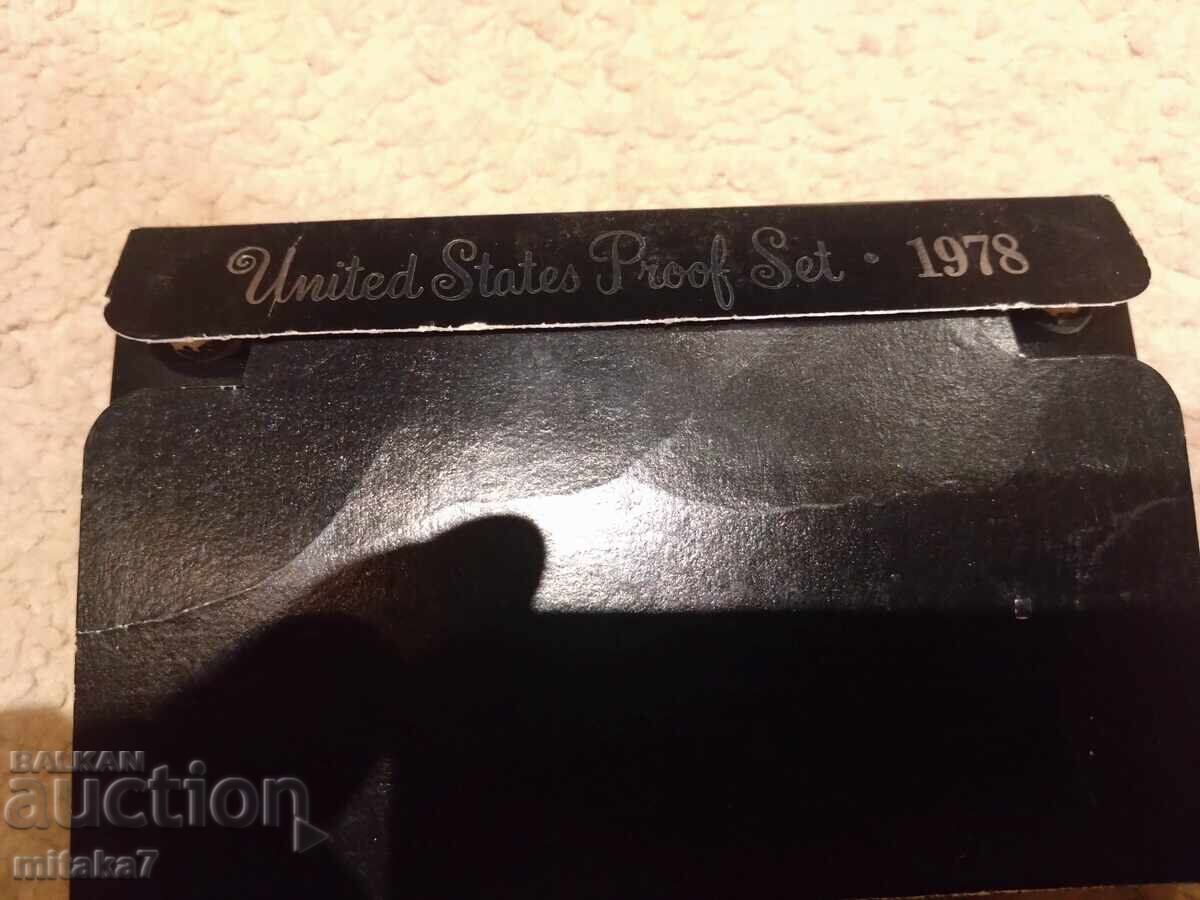 United States Proof Set · 1978
BALKAN
auction
mitaka7